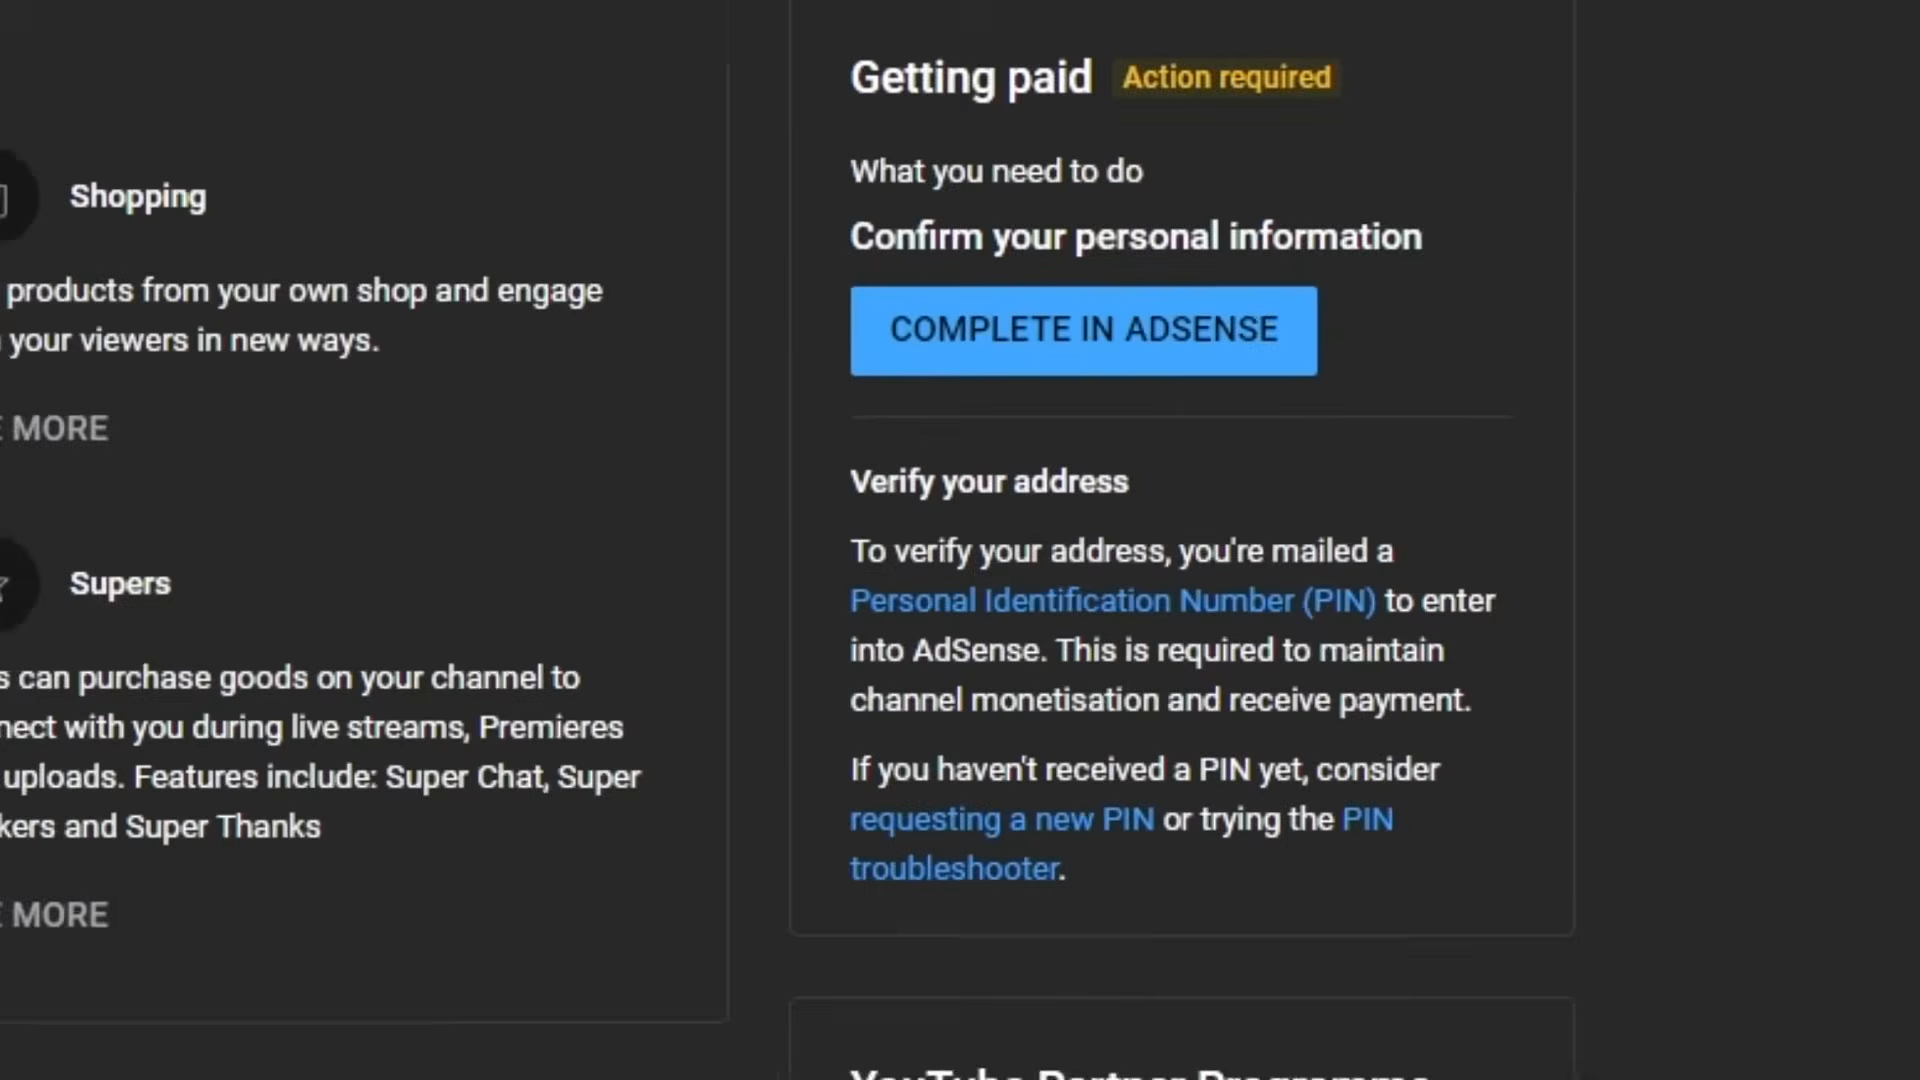 Shopping
products from your own shop and engage
your viewers in new ways.
MORE
Supers
can purchase goods on your channel to
with you during live streams, Premieres
uploads. Features include: Super Chat, Super
and Super Thanks
MORE
Getting paid Action required
What you need to do
Confirm your personal information
COMPLETE IN ADSENSE
Verify your address
To verify your address, you're mailed a
Personal Identification Number (PIN) to enter
into AdSense. This is required to maintain
channel monetisation and receive payment.
If you haven't received a PIN yet, consider
requesting a new PIN or trying the PIN
troubleshooter.
YouTube Partner Programme